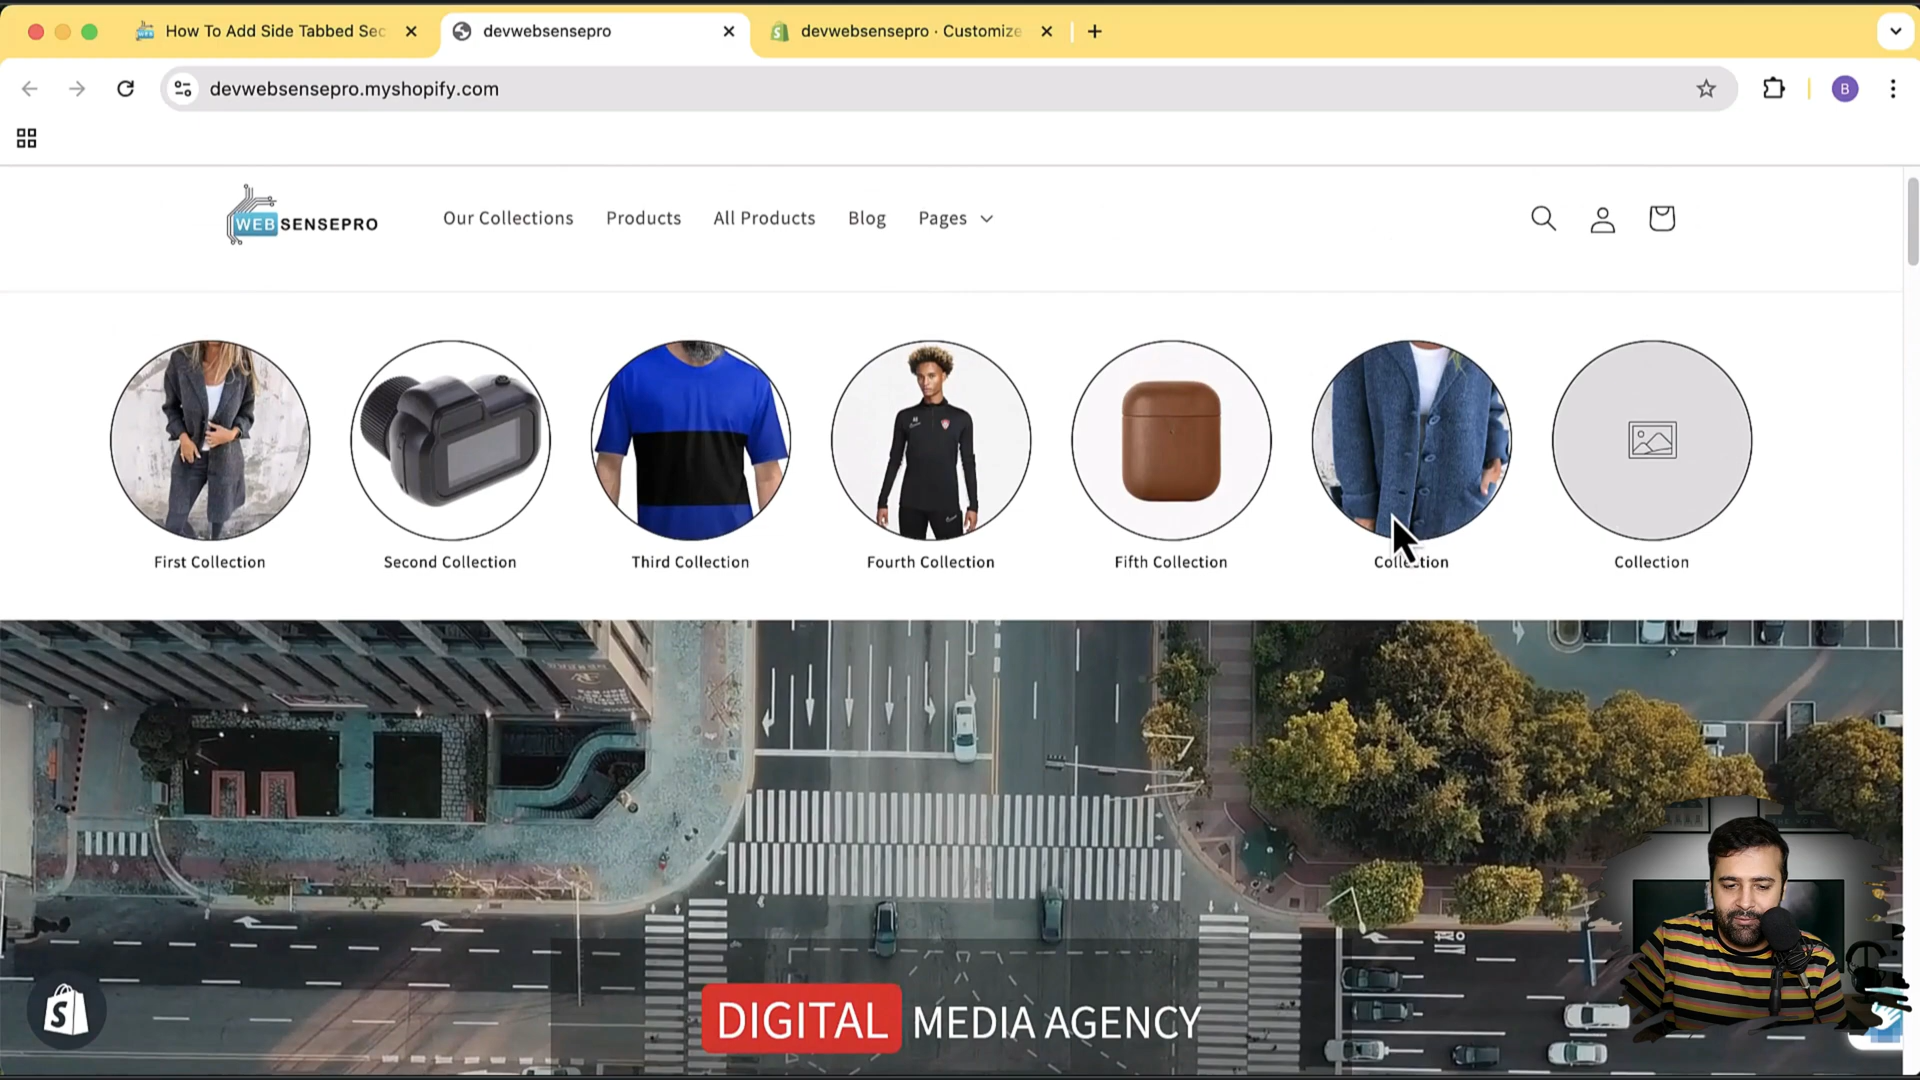 How To Add Side Tabbed Sec
devwebsensepro
devwebsensepro · Customize
devwebsensepro.myshopify.com
B
WEB SENSEPRO
Our Collections
Products
All Products
Blog
Pages
First Collection
Second Collection
Third Collection
Fourth Collection
Fifth Collection
Collection
Collection
DIGITAL MEDIA AGENCY